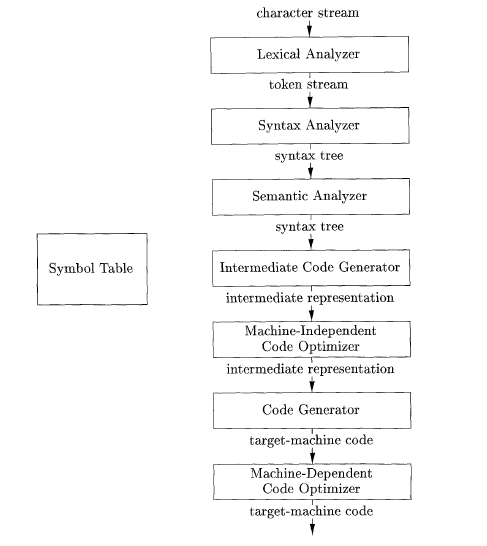 character stream
Lexical Analyzer
token stream
Syntax Analyzer
syntax tree
Semantic Analyzer
syntax tree
Symbol Table
Intermediate Code Generator
intermediate representation
Machine-Independent
Code Optimizer
intermediate representation
Code Generator
target-machine code
Machine-Dependent
Code Optimizer
target-machine code